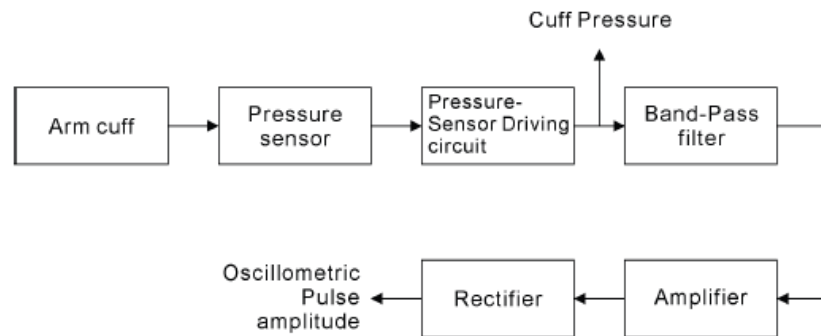 Cuff Pressure
Arm cuff
Pressure
sensor
Pressure-
Sensor Driving
circuit
Band-Pass
filter
Oscillometric
Pulse
amplitude
Rectifier
Amplifier